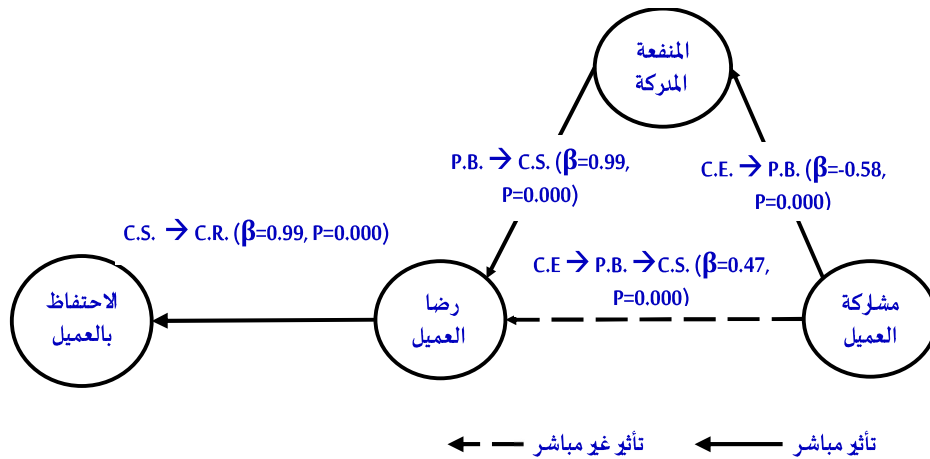 المنفعة
المدركة
P.B. → C.S. (β=0.99,
P=0.000)
C.E. → P.B. (β=-0.58,
P=0.000)
C.S. → C.R. (β=0.99, P=0.000)
C.E → P.B. →C.S. (β=0.47,
P=0.000)
مشاركة
العميل
رضا
العميل
الاحتفاظ
بالعميل
تأثير مباشر
تأثير غير مباشر